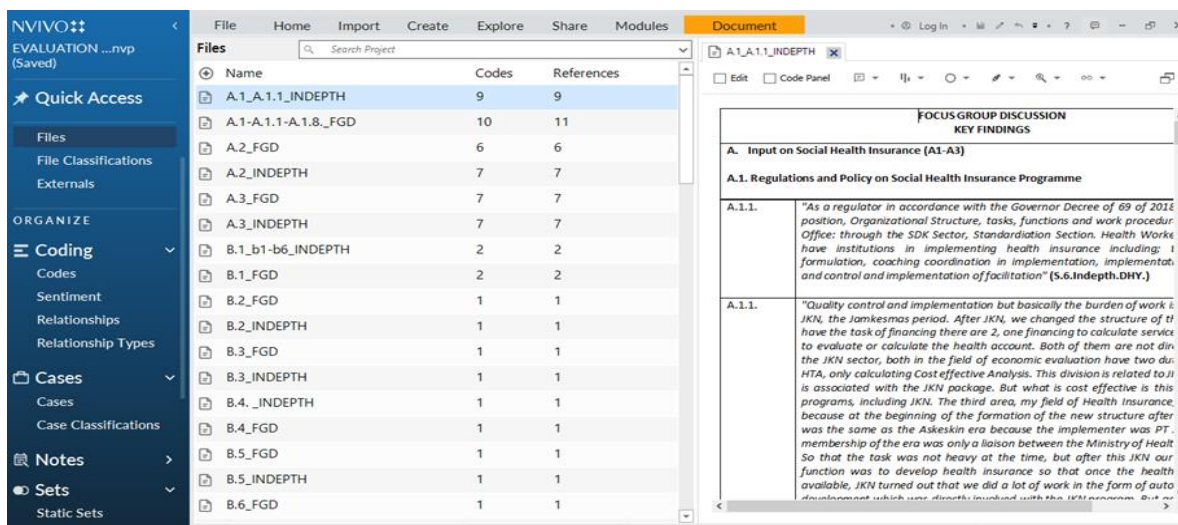 NVIVO
EVALUATION ...nvp
(Saved)
Quick Access
Files
File Classifications
Externals
ORGANIZE
Coding
Codes
Sentiment
Relationships
Relationship Types
Cases
Cases
Case Classifications
Notes
Sets
Static Sets
File Home Import Create Explore Share Modules Document Log In ?
Files Search Project
Name Codes References
A.1_A.1.1_INDEPTH 9 9
A.1-A.1.1-A.1.8._FGD 10 11
A.2_FGD 6 6
A.2_INDEPTH 7 7
A.3_FGD 7 7
A.3_INDEPTH 7 7
B.1_b1-b6_INDEPTH 2 2
B.1_FGD 2 2
B.2_FGD 1 1
B.2_INDEPTH 1 1
B.3_FGD 1 1
B.3_INDEPTH 1 1
B.4. _INDEPTH 1 1
B.4_FGD 1 1
B.5_FGD 1 1
B.5_INDEPTH 1 1
B.6_FGD 1 1
A.1_A.1.1_INDEPTH
Edit Code Panel
FOCUS GROUP DISCUSSION
KEY FINDINGS
A. Input on Social Health Insurance (A1-A3)
A.1. Regulations and Policy on Social Health Insurance Programme
A.1.1. "As a regulator in accordance with the Governor Decree of 69 of 2018
position, Organizational Structure, tasks, functions and work procedur
Office: through the SDK Sector, Standardiation Section. Health Worke
have institutions in implementing health insurance including;
formulation, coaching coordination in implementation, implementati
and control and implementation of facilitation" (S.6.Indepth.DHY.)
A.1.1. "Quality control and implementation but basically the burden of work i
JKN, the Jamkesmas period. After JKN, we changed the structure of th
have the task of financing there are 2, one financing to calculate service
to evaluate or calculate the health account. Both of them are not dire
the JKN sector, both in the field of economic evaluation have two du
HTA, only calculating Cost effective Analysis. This division is related to
is associated with the JKN package. But what is cost effective is this
programs, including JKN. The third area, my field of Health Insurance,
because at the beginning of the formation of the new structure after
was the same as the Askeskin era because the implementer was PT .
membership of the era was only a liaison between the Ministry of Healt
So that the task was not heavy at the time, but after this JKN our
function was to develop health insurance so that once the health
available, JKN turned out that we did a lot of work in the form of auto
development which was directly involved with the JKN program. But